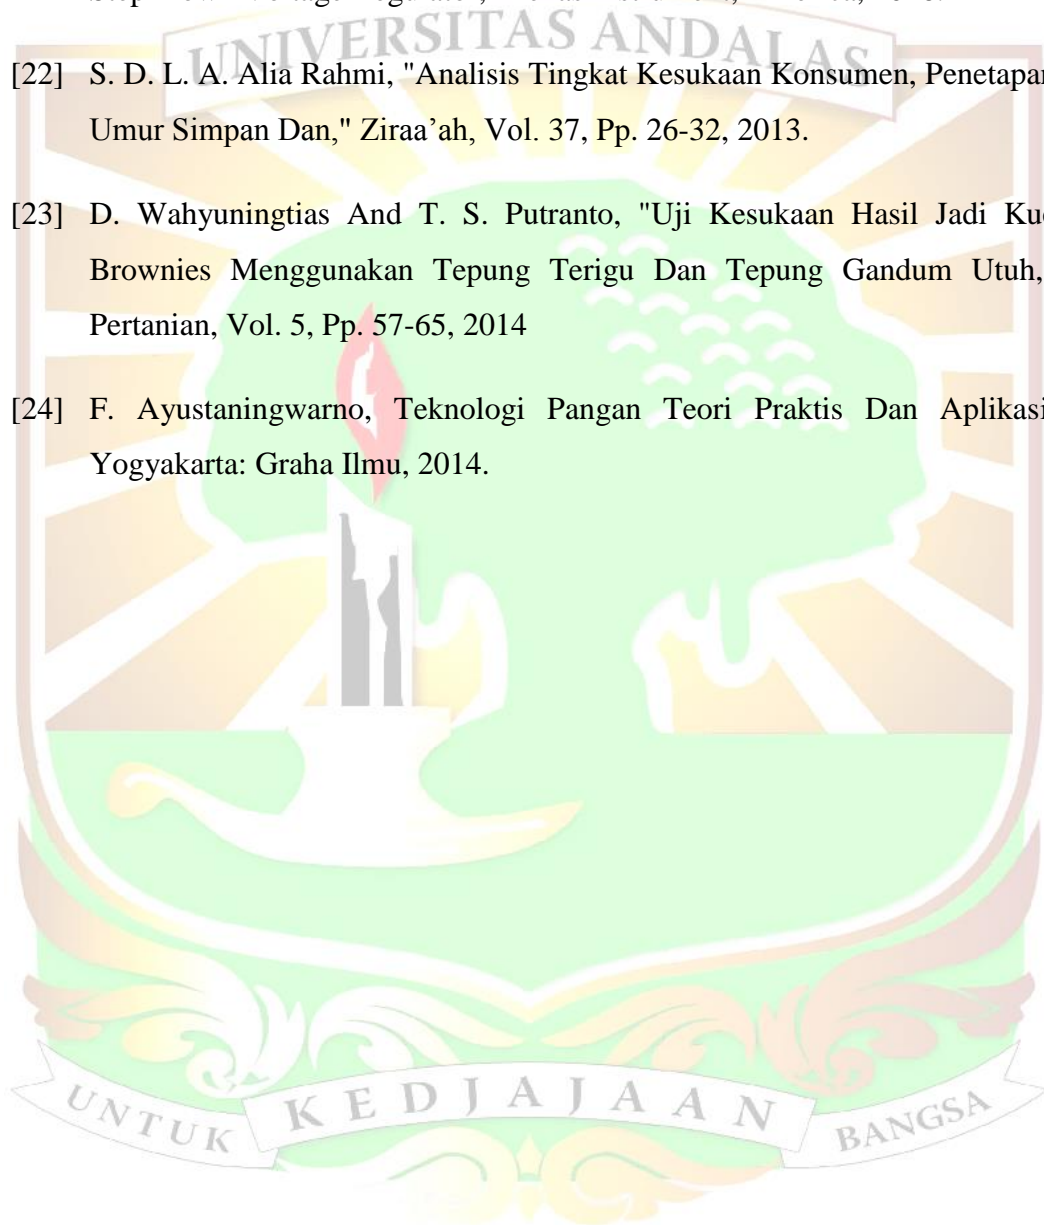 UNIVERSITAS ANDALAS
[22] S. D. L. A. Alia Rahmi, "Analisis Tingkat Kesukaan Konsumen, Penetapan
Umur Simpan Dan," Ziraa’ah, Vol. 37, Pp. 26-32, 2013.
[23] D. Wahyuningtias And T. S. Putranto, "Uji Kesukaan Hasil Jadi
Brownies Menggunakan Tepung Terigu Dan Tepung Gandum Utuh,
Pertanian, Vol. 5, Pp. 57-65, 2014
[24] F. Ayustaningwarno, Teknologi Pangan Teori Praktis Dan Aplikasi
Yogyakarta: Graha Ilmu, 2014.
UNTUK KEDJAJAAN BANGSA